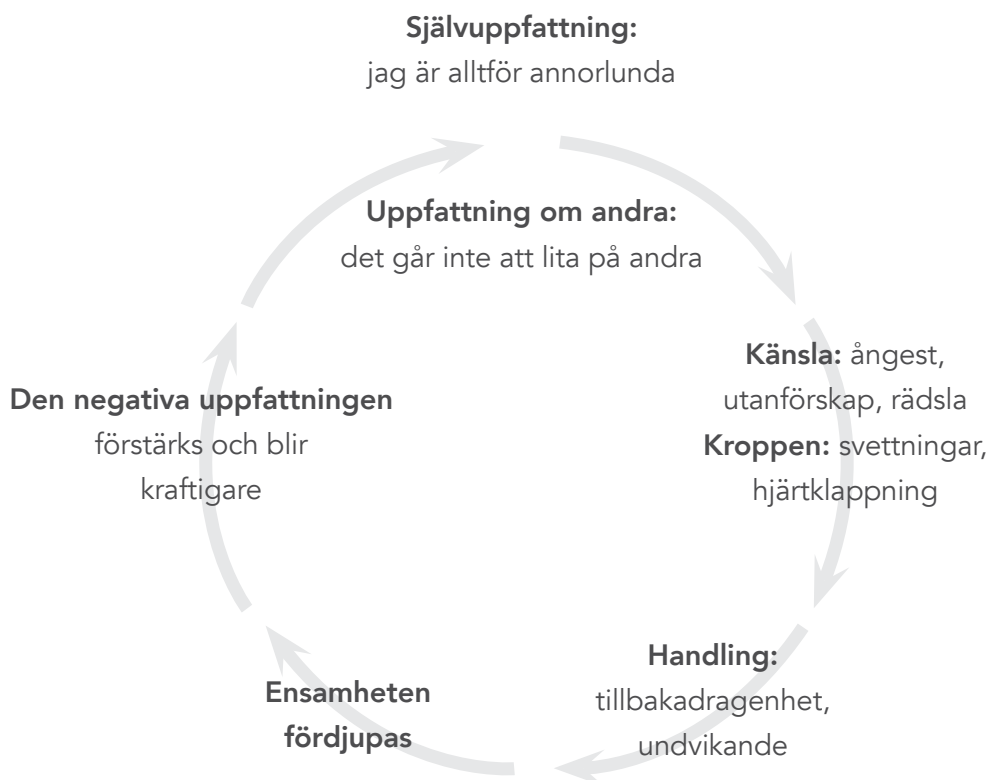 Självuppfattning:
jag är alltför annorlunda
Uppfattning om andra:
det går inte att lita på andra
Känsla: ångest,
utanförskap, rädsla
Kroppen: svettningar,
hjärtklappning
Handling:
tillbakadragenhet,
undvikande
Ensamheten
fördjupas
Den negativa uppfattningen
förstärks och blir
kraftigare